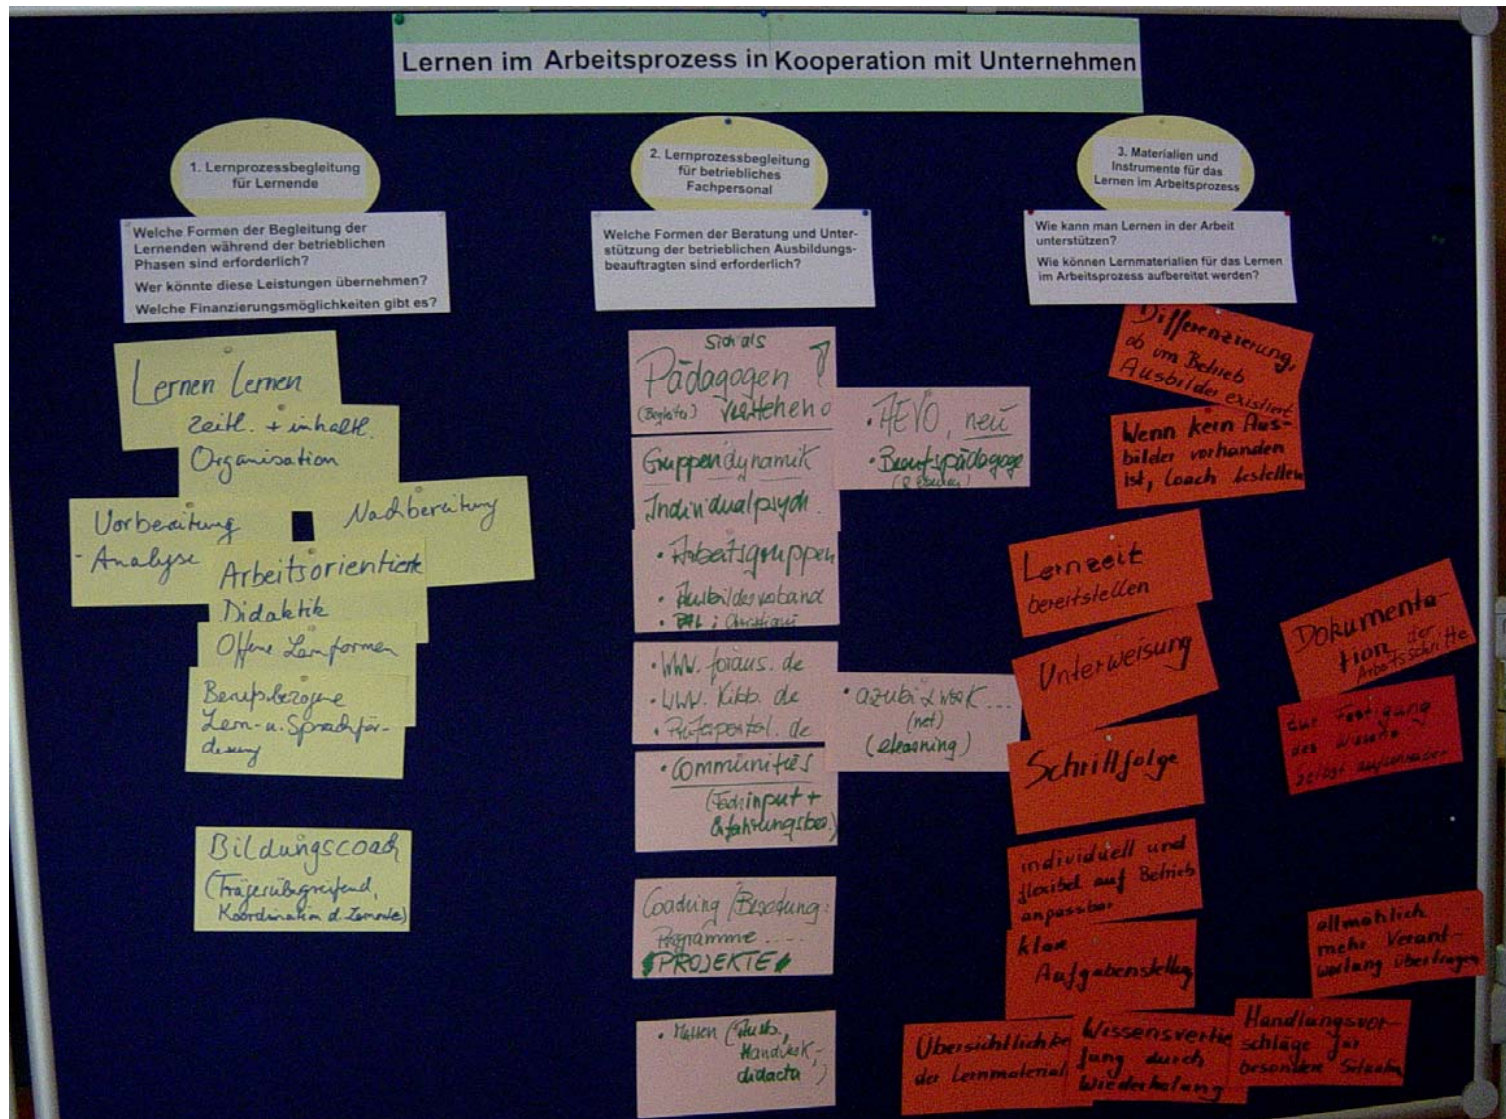 Lernen im Arbeitsprozess in Kooperation mit Unternehmen
1. Lernprozessbegleitung
für Lernende
Welche Formen der Begleitung der
Lernenden während der betrieblichen
Phasen sind erforderlich?
Wer könnte diese Leistungen übernehmen?
Welche Finanzierungsmöglichkeiten gibt es?
Lernen Lernen
zeitl. + inhaltl.
Organisation
Vorbereitung
- Analyse
Nachbereitung
Arbeitsorientierte
Didaktik
Offene Lernformen
Berufsbezogene
Lern- u. Sprachför-
derung
Bildungscoach
(Trägerübergreifend,
Koordination d. Lernorte)
2. Lernprozessbegleitung
für betriebliches
Fachpersonal
Welche Formen der Beratung und Unter-
stützung der betrieblichen Ausbildungs-
beauftragten sind erforderlich?
Sich als
Pädagogen
(Begleiter) verstehen
• AEVO, neu
• Berufspädagoge
Gruppendynamik
Individualpsych.
• Arbeitsgruppen
• Ausbilderverband
Christiani
• WWW. foraus. de
• WWW. Kibb. de
• Prüferportal. de
• azubi
(net)
(elearning)
• Communities
(Fachinput +
Coaching / Beratung:
Programme ....
PROJEKTE
• Messen (Ausb.,
Handwerk,
didacta )
3. Materialien und
Instrumente für das
Lernen im Arbeitsprozess
Wie kann man Lernen in der Arbeit
unterstützen?
Wie können Lernmaterialien für das Lernen
im Arbeitsprozess aufbereitet werden?
Differenzierung,
ob im Betrieb
Ausbilder existiert
Wenn kein Aus-
bilder vorhanden
ist, Coach bestellen
Lernzeit
bereitstellen
Unterweisung
Dokumenta-
tion der
Arbeitsschritte
zur Festigung
des Wissens
selbst
Schrittfolge
individuell und
flexibel auf Betrieb
anpassbar
klare
Aufgabenstellung
allmählich
mehr Verant-
wortung übertragen
Übersichtlichke
der Lernmaterial
Wissensvertie
fung durch
Wiederholung
Handlungsvor-
schläge für
besondere Situation